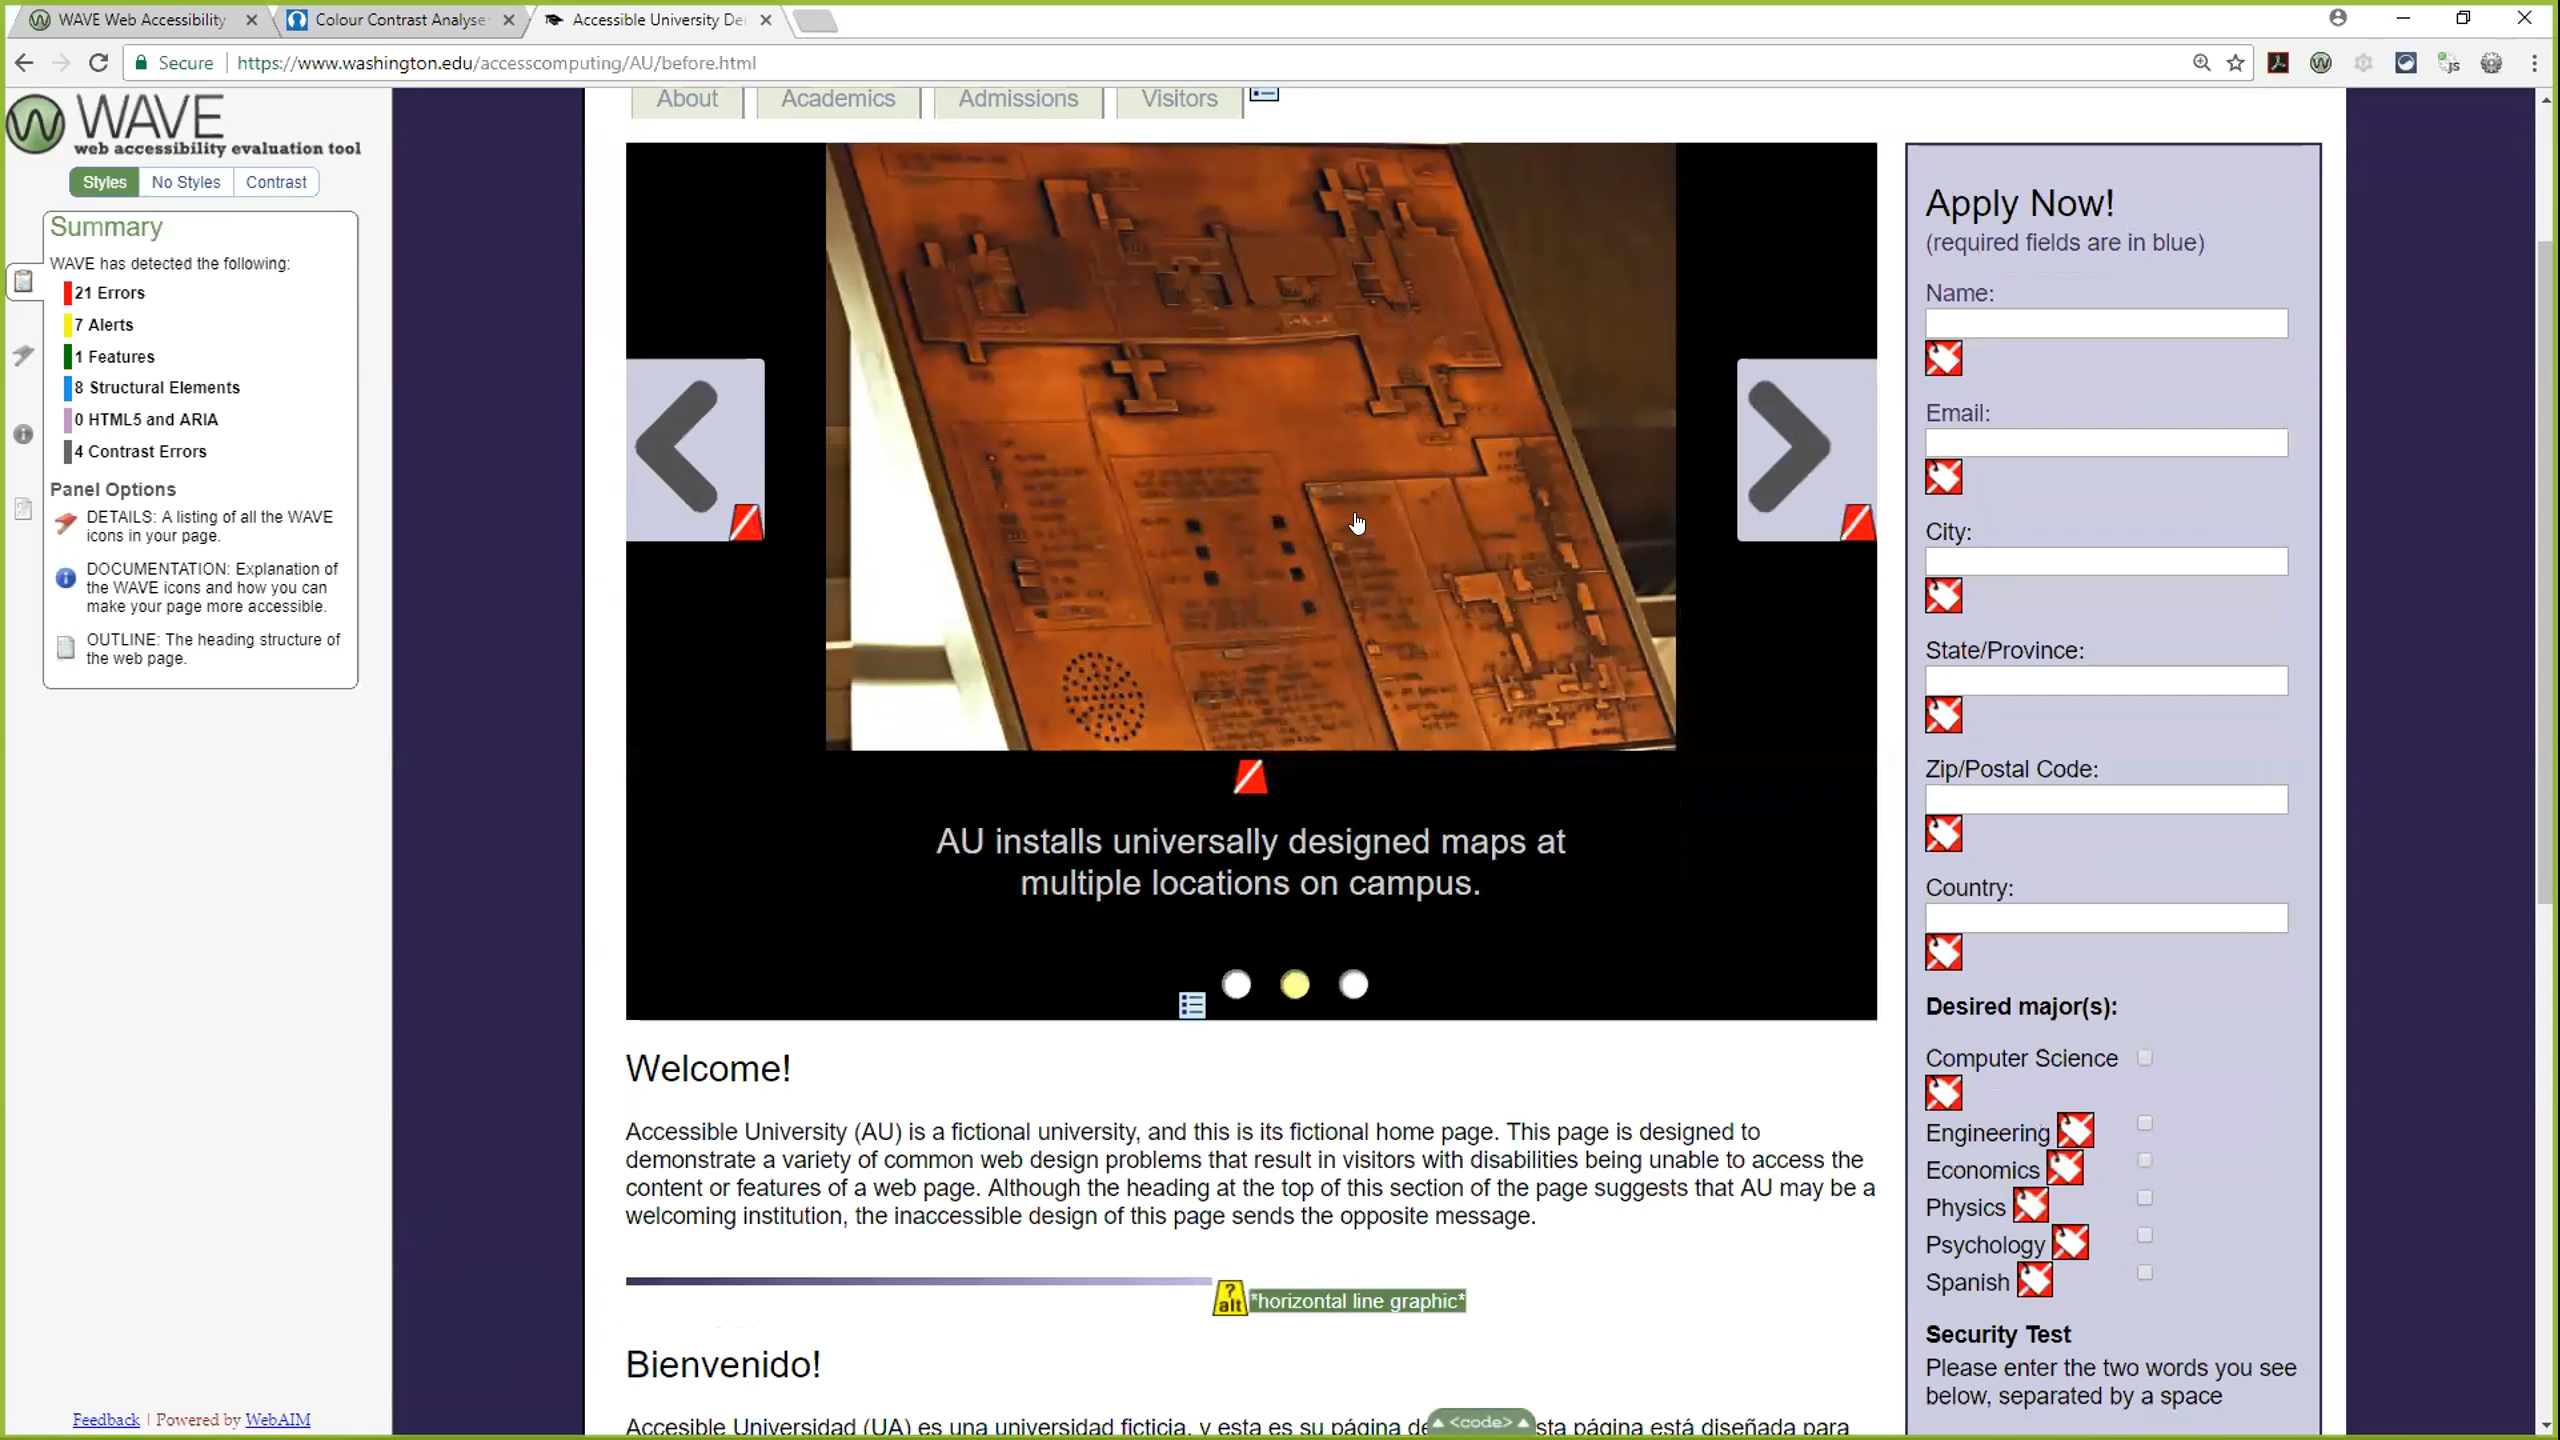 WAVE Web Accessibility
Colour Contrast Analyse
Accessible University De
Secure
https://www.washington.edu/accesscomputing/AU/before.html
WAVE
web accessibility evaluation tool
Styles
No Styles
Contrast
Summary
WAVE has detected the following:
21 Errors
7 Alerts
1 Features
8 Structural Elements
0 HTML5 and ARIA
4 Contrast Errors
Panel Options
DETAILS: A listing of all the WAVE
icons in your page.
DOCUMENTATION: Explanation of
the WAVE icons and how you can
make your page more accessible.
OUTLINE: The heading structure of
the web page.
Feedback | Powered by WebAIM
About
Academics
Admissions
Visitors
AU installs universally designed maps at
multiple locations on campus.
Welcome!
Accessible University (AU) is a fictional university, and this is its fictional home page. This page is designed to
demonstrate a variety of common web design problems that result in visitors with disabilities being unable to access the
content or features of a web page. Although the heading at the top of this section of the page suggests that AU may be a
welcoming institution, the inaccessible design of this page sends the opposite message.
? alt *horizontal line graphic*
Bienvenido!
Accesible Universidad (UA) es una universidad ficticia, y esta es su página de sta página está diseñada para
<code>
Apply Now!
(required fields are in blue)
Name:
Email:
City:
State/Province:
Zip/Postal Code:
Country:
Desired major(s):
Computer Science
Engineering
Economics
Physics
Psychology
Spanish
Security Test
Please enter the two words you see
below, separated by a space